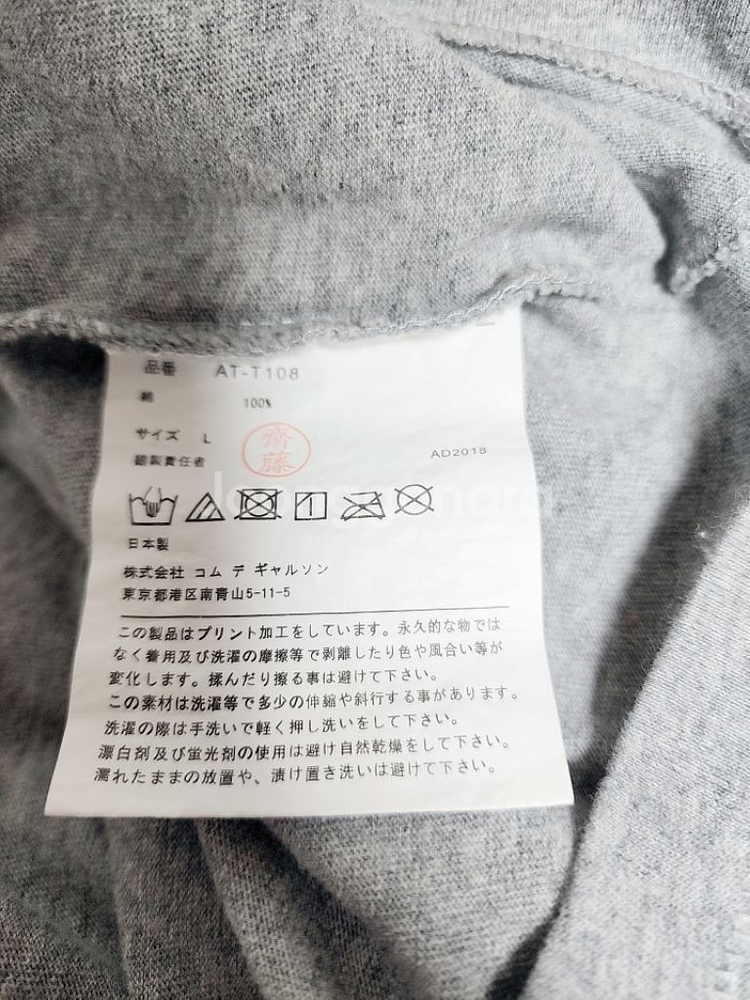 品番 AT-T108
綿 100%
サイズ L
縫製責任者 齋藤 AD2018
日本製
株式会社 コム デ ギャルソン
東京都港区南青山5-11-5
この製品はプリント加工をしています。永久的な物では
なく着用及び洗濯の摩擦等で剥離したり色や風合い等が
変化します。揉んだり擦る事は避けて下さい。
この素材は洗濯等で多少の伸縮や斜行する事があります。
洗濯の際は手洗いで軽く押し洗いをして下さい。
漂白剤及び蛍光剤の使用は避け自然乾燥をして下さい。
濡れたままの放置や、漬け置き洗いは避けて下さい。